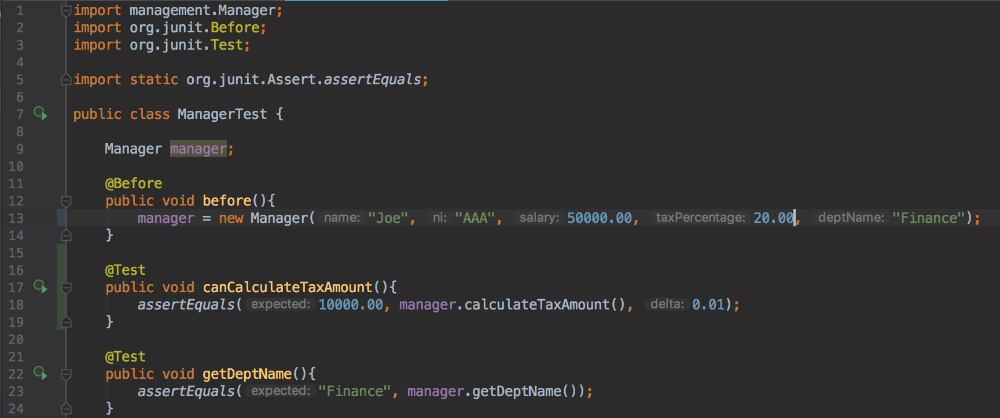 1 import management.Manager;
2 import org.junit.Before;
3 import org.junit.Test;
4
5 import static org.junit.Assert.assertEquals;
6
7 public class ManagerTest {
8
9 Manager manager;
10
11 @Before
12 public void before(){
13 manager = new Manager( name: "Joe", ni: "AAA", salary: 50000.00, taxPercentage: 20.00, deptName: "Finance");
14 }
15
16 @Test
17 public void canCalculateTaxAmount(){
18 assertEquals( expected: 10000.00, manager.calculateTaxAmount(), delta: 0.01);
19 }
20
21 @Test
22 public void getDeptName(){
23 assertEquals( expected: "Finance", manager.getDeptName());
24 }